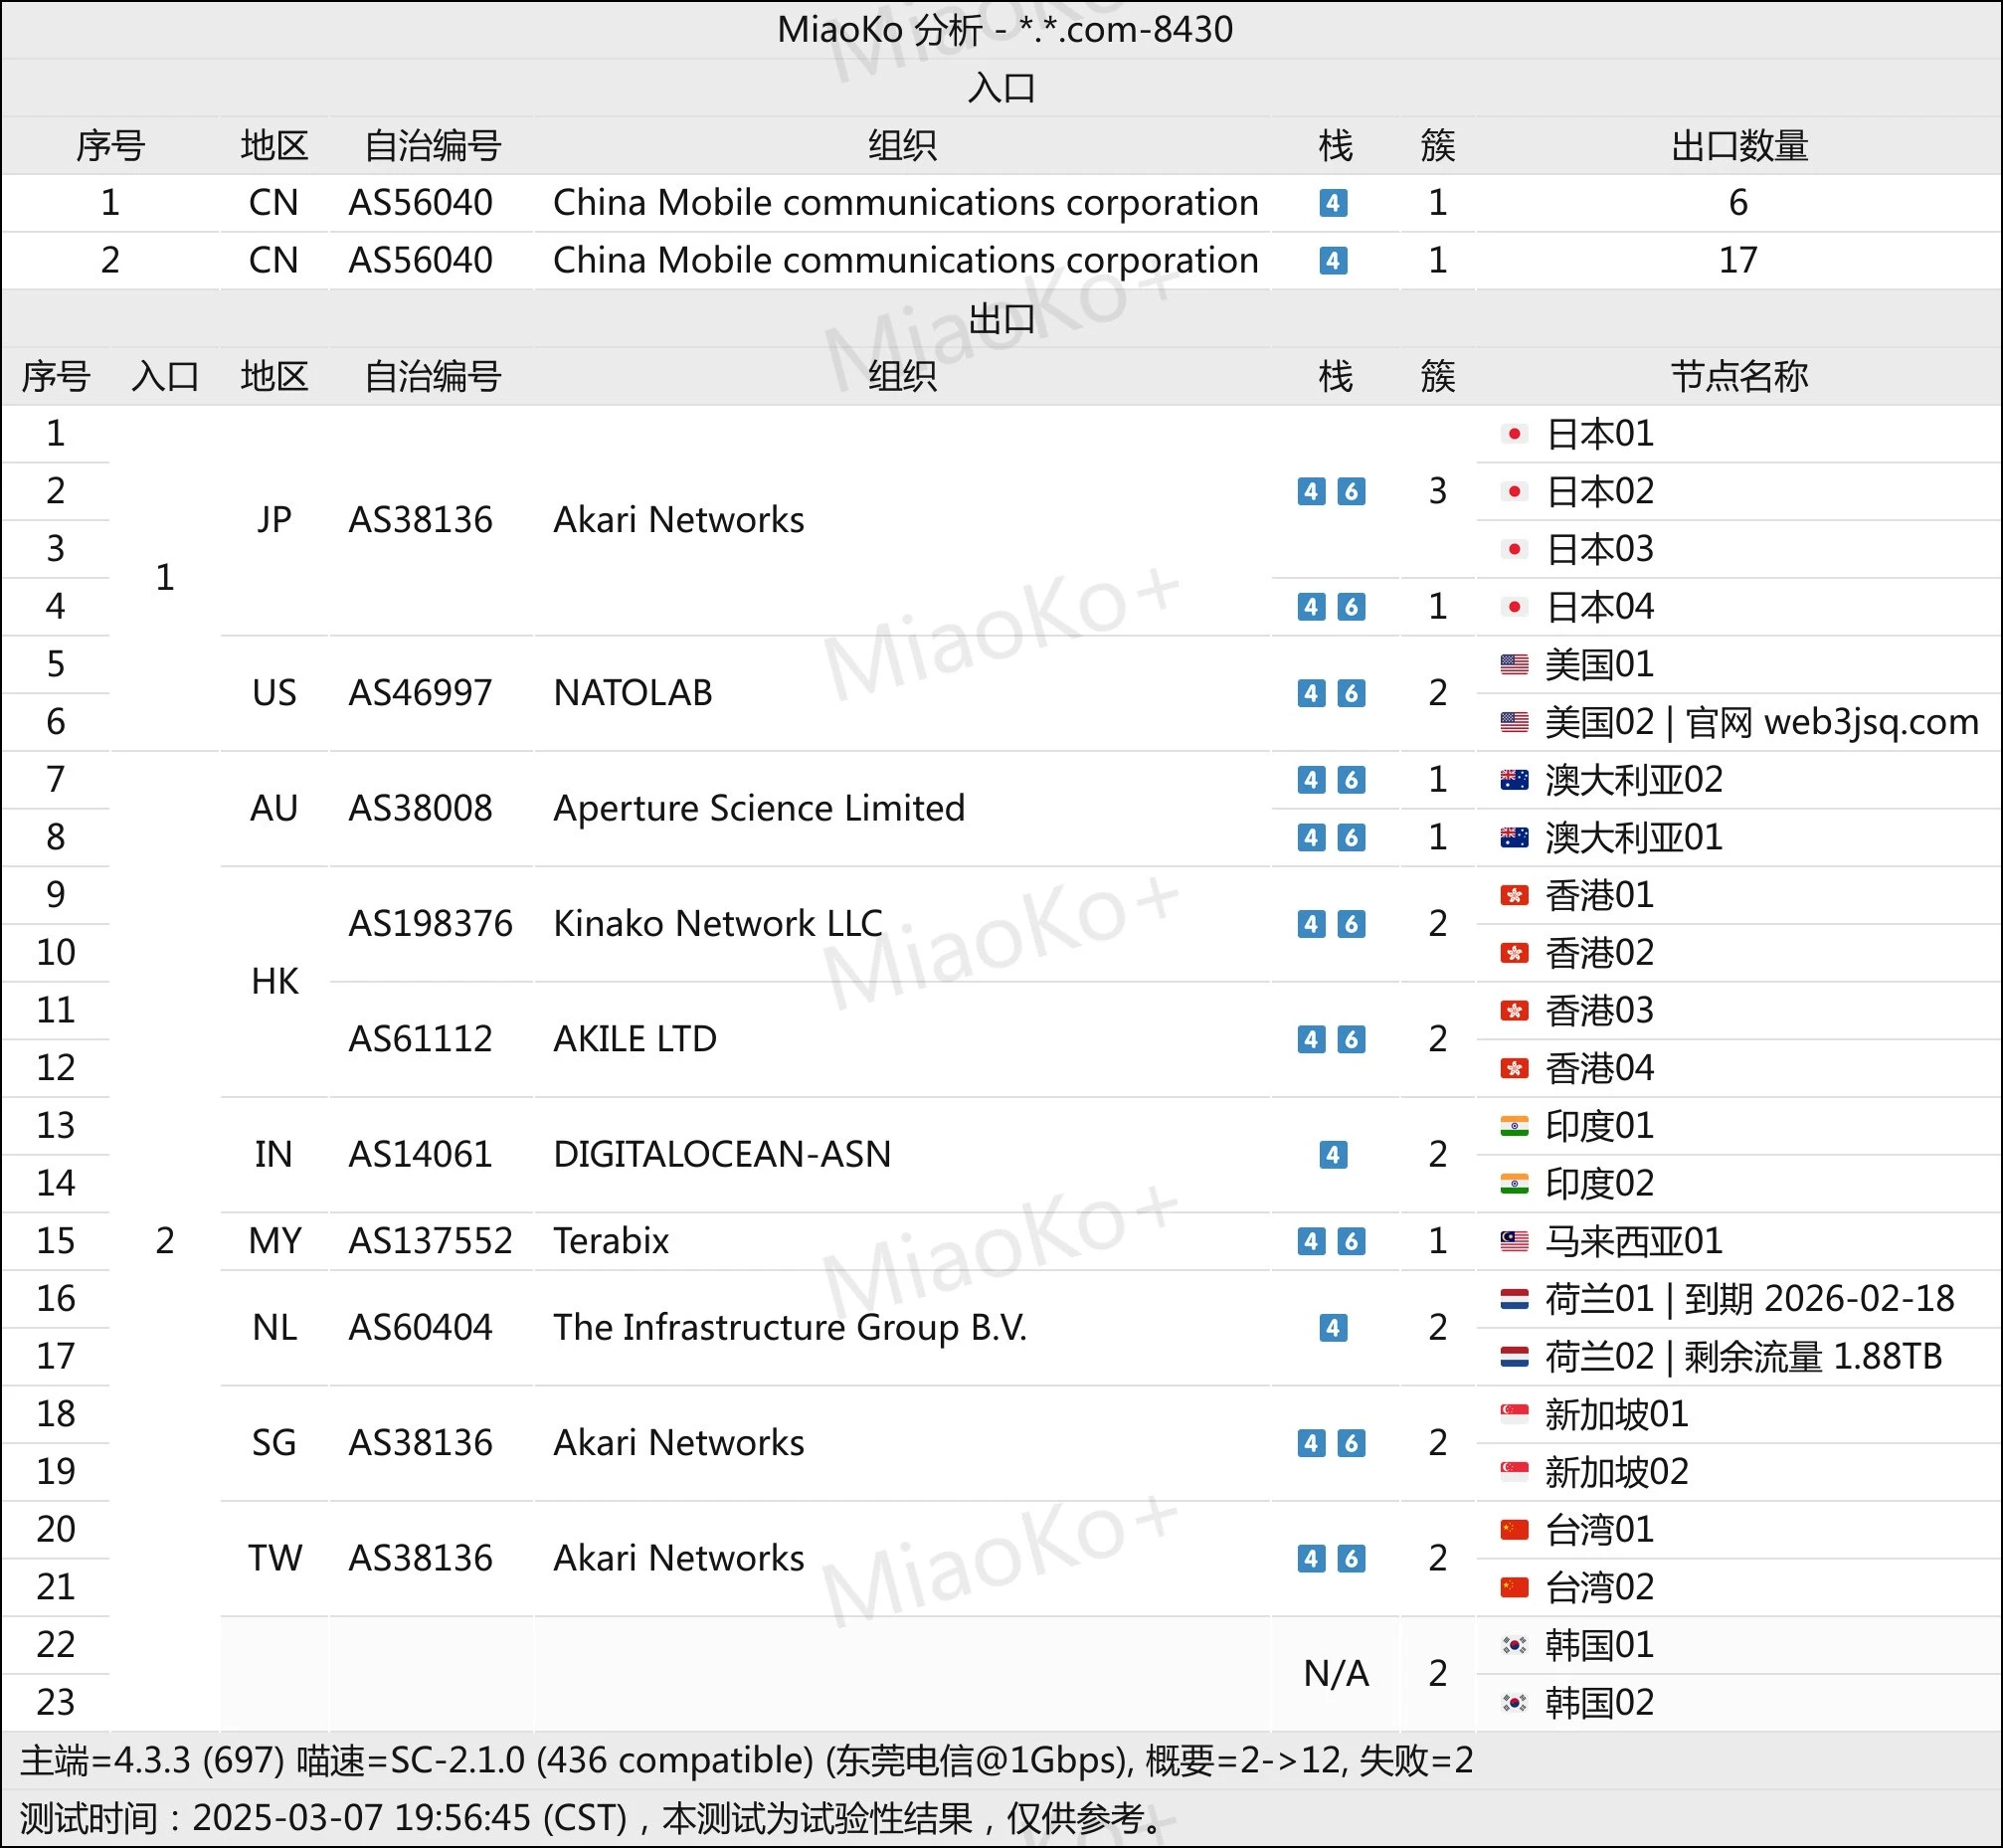 MiaoKo 分析 - *.*.com-8430
入口
序号 地区 自治编号 组织 栈 簇 出口数量
1 CN AS56040 China Mobile communications corporation 4 1 6
2 CN AS56040 China Mobile communications corporation 4 1 17
出口
序号 入口 地区 自治编号 组织 栈 簇 节点名称
1 日本01
2 4 6 3 日本02
JP AS38136 Akari Networks
3 日本03
1
4 4 6 1 日本04
5 美国01
US AS46997 NATOLAB 4 6 2
6 美国02 | 官网 web3jsq.com
7 4 6 1 澳大利亚02
AU AS38008 Aperture Science Limited
8 4 6 1 澳大利亚01
9 香港01
AS198376 Kinako Network LLC 4 6 2
10 香港02
HK
11 香港03
AS61112 AKILE LTD 4 6 2
12 香港04
13 印度01
IN AS14061 DIGITALOCEAN-ASN 4 2
14 印度02
15 2 MY AS137552 Terabix 4 6 1 马来西亚01
16 荷兰01 | 到期 2026-02-18
NL AS60404 The Infrastructure Group B.V. 4 2
17 荷兰02 | 剩余流量 1.88TB
18 新加坡01
SG AS38136 Akari Networks 4 6 2
19 新加坡02
20 台湾01
TW AS38136 Akari Networks 4 6 2
21 台湾02
22 韩国01
N/A 2
23 韩国02
主端=4.3.3 (697) 喵速=SC-2.1.0 (436 compatible) (东莞电信@1Gbps), 概要=2->12, 失败=2
测试时间：2025-03-07 19:56:45 (CST)，本测试为试验性结果，仅供参考。
MiaoKo+
MiaoKo+
MiaoKo+
MiaoKo+
MiaoKo+